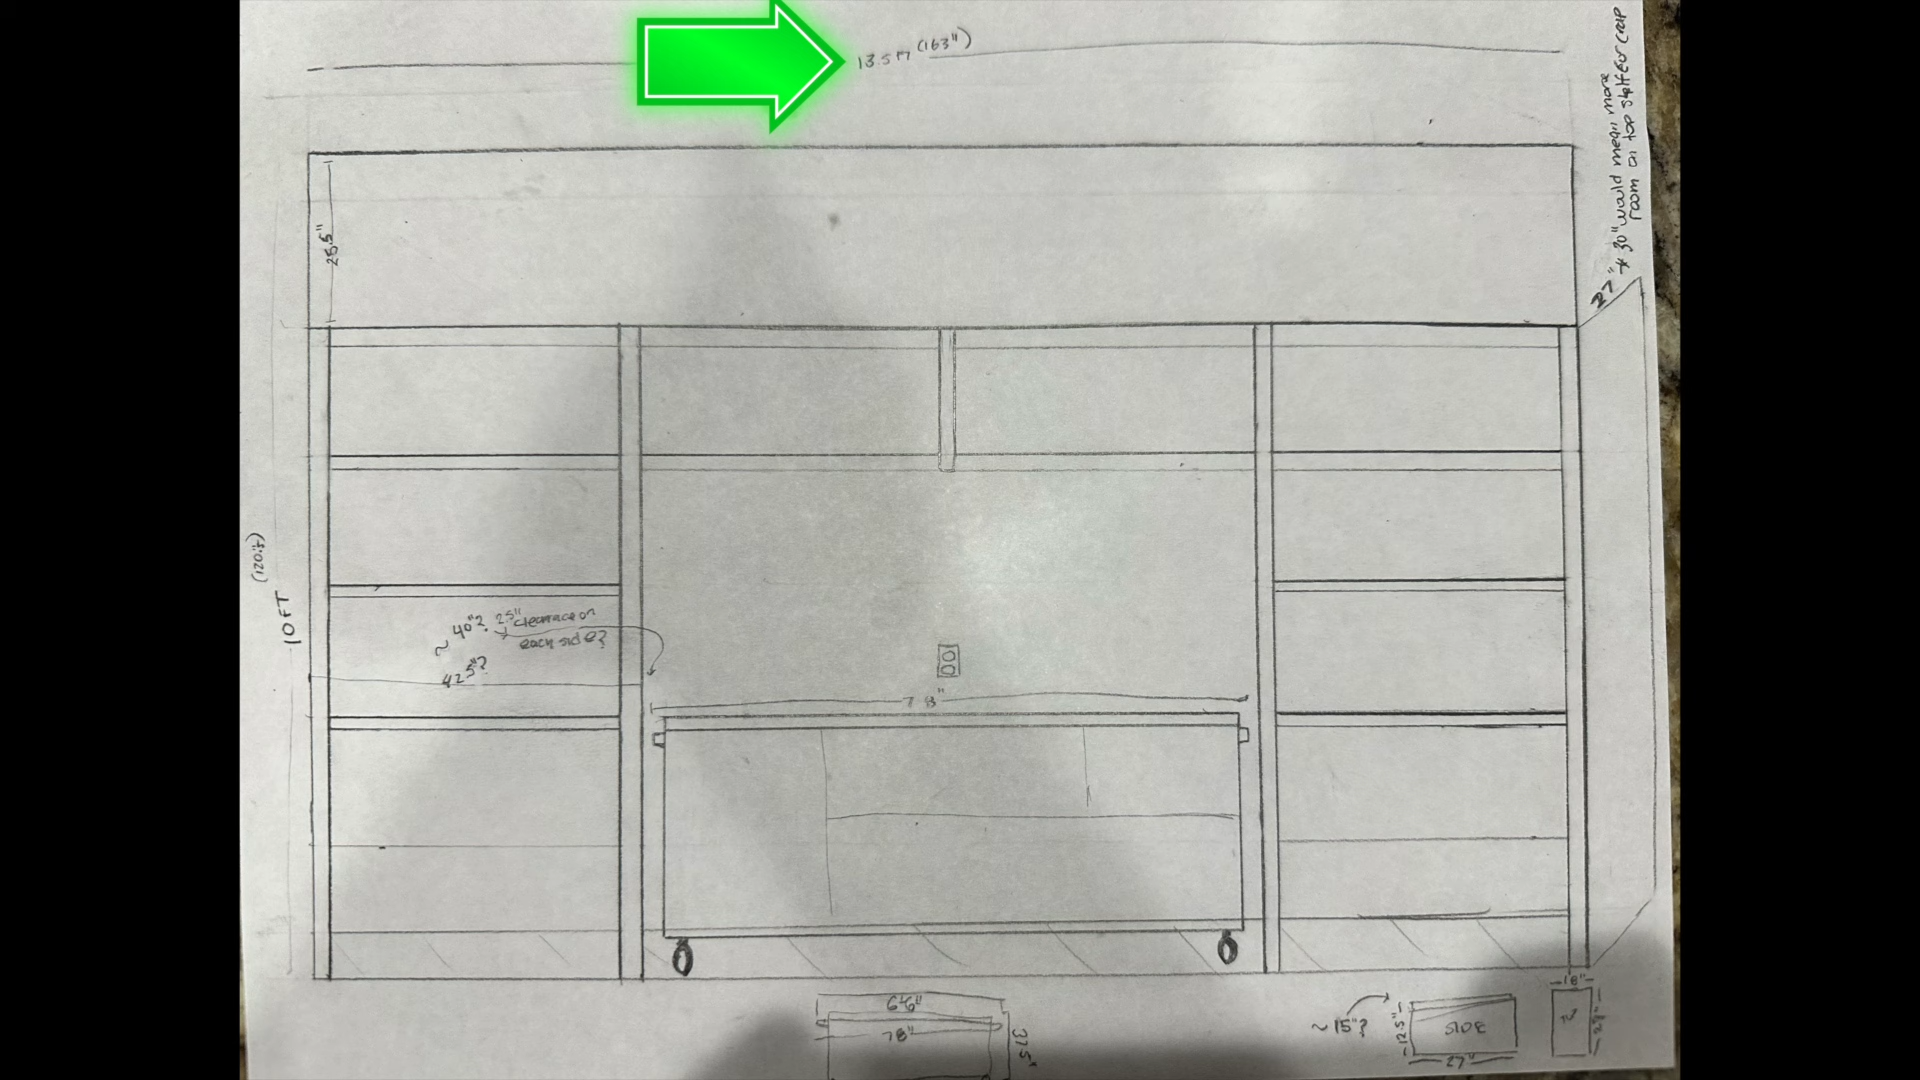 13.5 FT (163")
* 30" would mean more
room on top shelf for crap
27"
25.5"
10FT (120")
~ 40"? 2.5" clearance on
each side?
42.5"?
78"
6'6"
78"
37.5"
~15"?
12.5"
SIDE
27"
18"